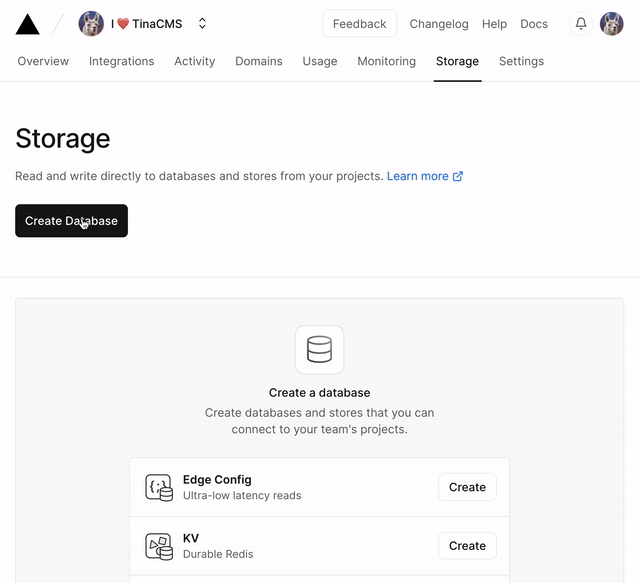 I ❤️ TinaCMS
Feedback
Changelog
Help
Docs
Overview
Integrations
Activity
Domains
Usage
Monitoring
Storage
Settings
Storage
Read and write directly to databases and stores from your projects. Learn more
Create Database
Create a database
Create databases and stores that you can
connect to your team's projects.
Edge Config
Ultra-low latency reads
Create
KV
Durable Redis
Create